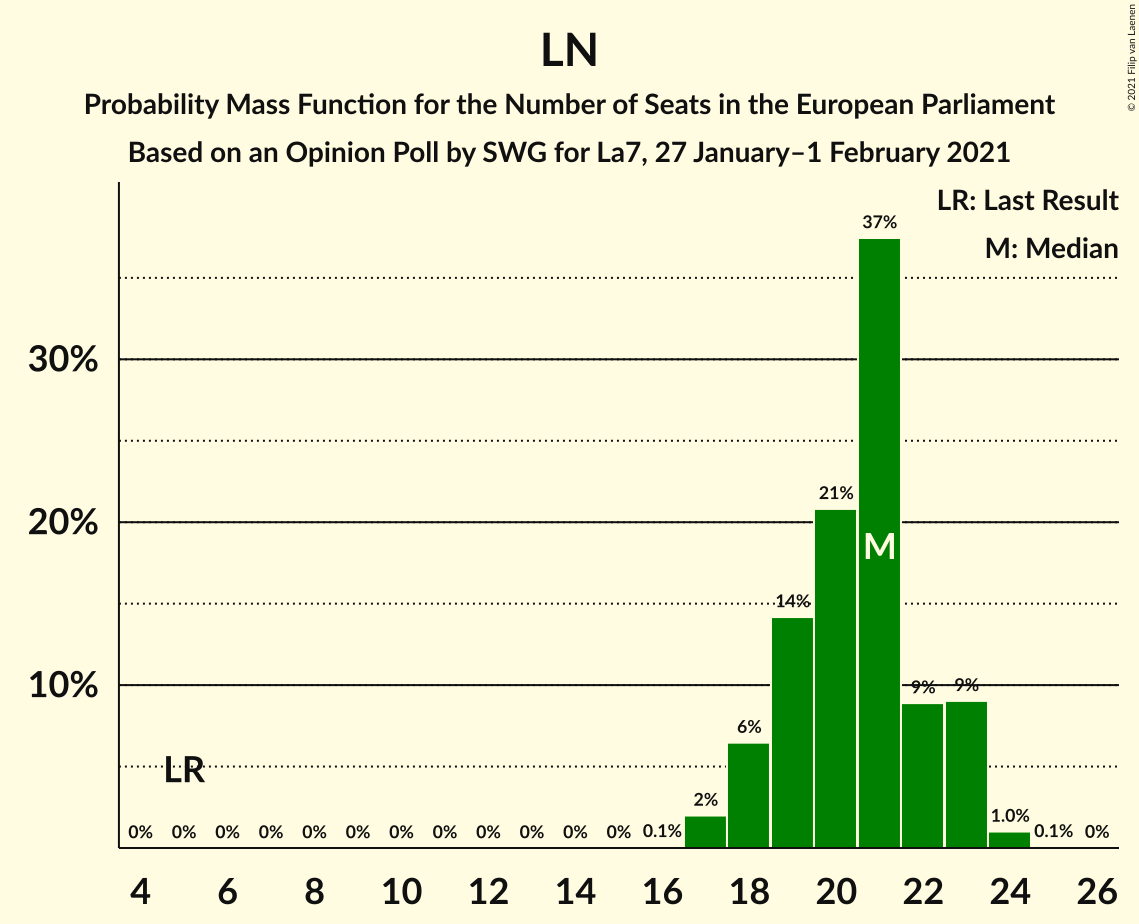 LN
Probability Mass Function for the Number of Seats in the European Parliament
Based on an Opinion Poll by SWG for La7, 27 January–1 February 2021
© 2021 Filip van Laenen
LR: Last Result
M: Median
37%
30%
21%
20%
M
14%
10%
9%
9%
6%
LR
2%
1.0%
0% 0% 0% 0% 0% 0% 0% 0% 0% 0% 0% 0% 0.1% 0.1% 0%
4 6 8 10 12 14 16 18 20 22 24 26